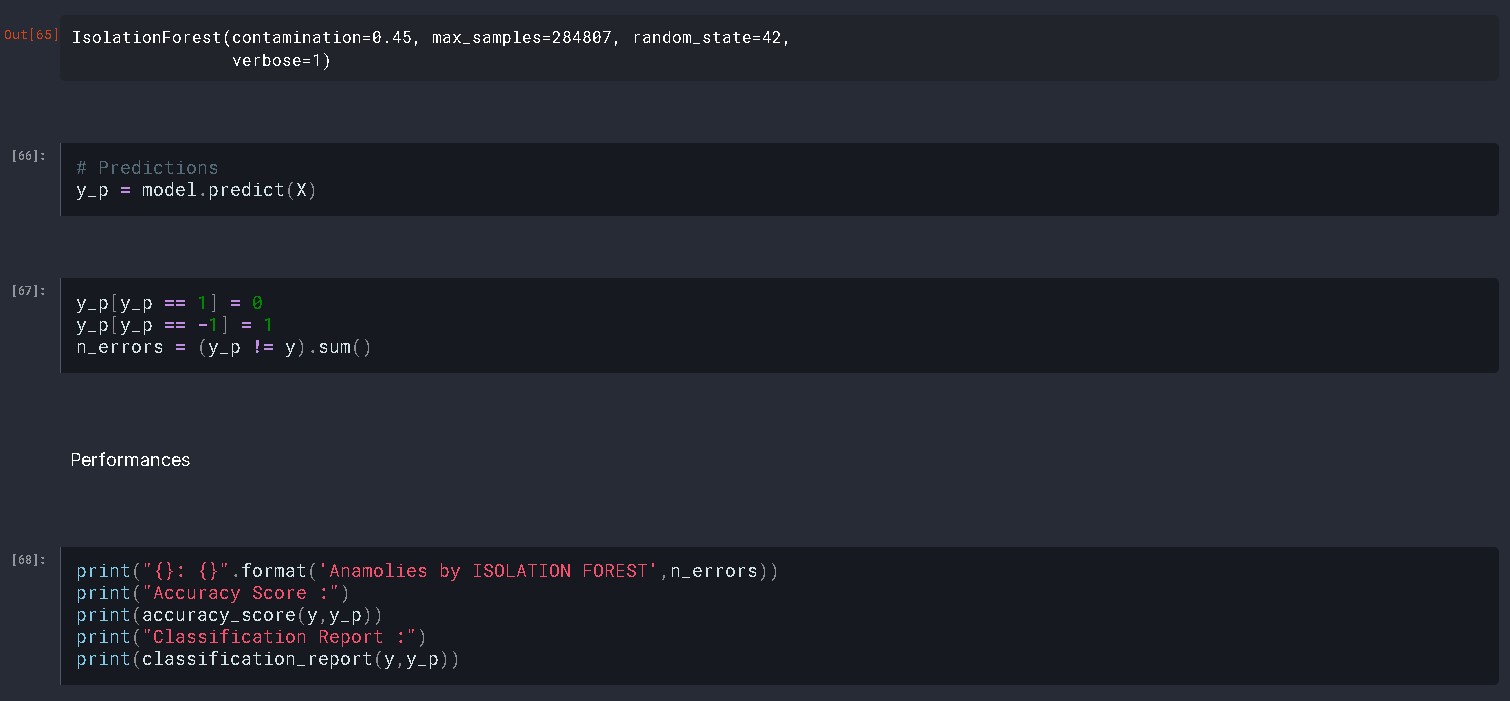 Out[65]
IsolationForest(contamination=0.45, max_samples=284807, random_state=42,
verbose=1)
[66]:
# Predictions
y_p = model.predict(X)
[67]:
y_p[y_p == 1] = 0
y_p[y_p == -1] = 1
n_errors = (y_p != y).sum()
Performances
[68]:
print("{}: {}".format('Anamolies by ISOLATION FOREST',n_errors))
print("Accuracy Score :")
print(accuracy_score(y,y_p))
print("Classification Report :")
print(classification_report(y,y_p))